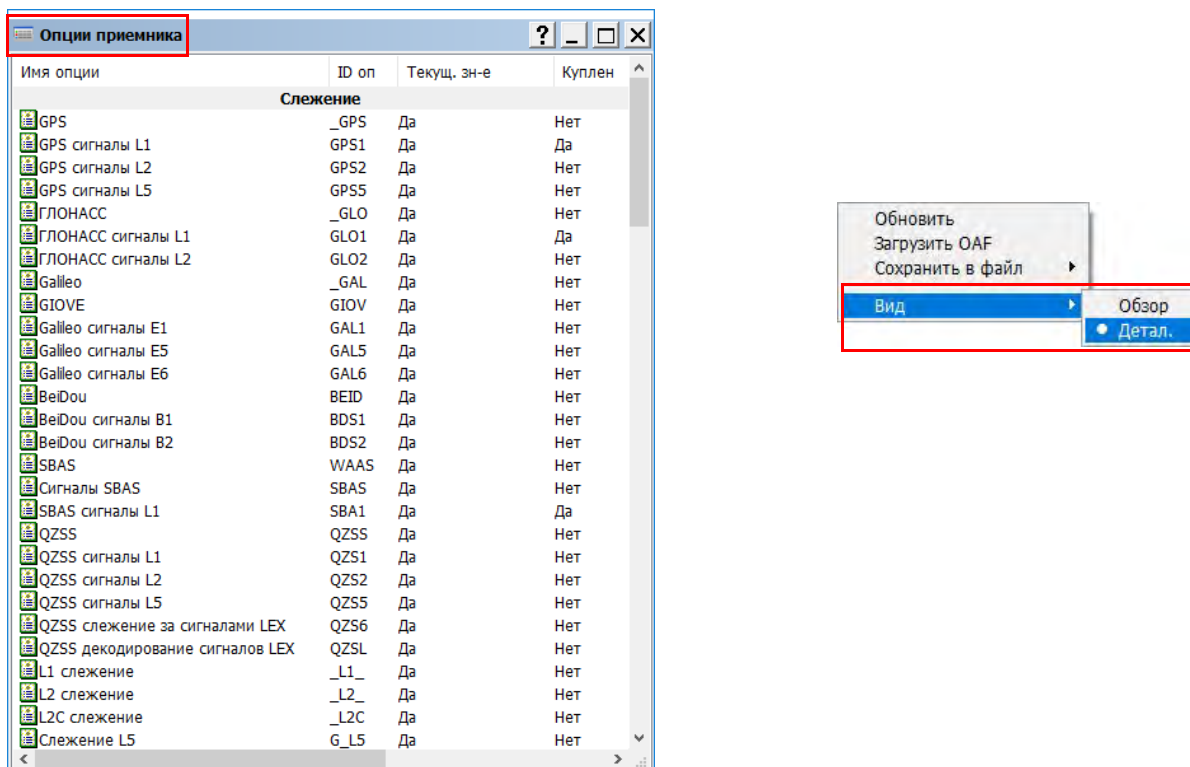 Опции приемника
Имя опции ID оп Текущ. зн-е Куплен
Слежение
GPS _GPS Да Нет
GPS сигналы L1 GPS1 Да Да
GPS сигналы L2 GPS2 Да Нет
GPS сигналы L5 GPS5 Да Нет
ГЛОНАСС _GLO Да Нет
ГЛОНАСС сигналы L1 GLO1 Да Да
ГЛОНАСС сигналы L2 GLO2 Да Нет
Galileo _GAL Да Нет
GIOVE GIOV Да Нет
Galileo сигналы E1 GAL1 Да Нет
Galileo сигналы E5 GAL5 Да Нет
Galileo сигналы E6 GAL6 Да Нет
BeiDou BEID Да Нет
BeiDou сигналы B1 BDS1 Да Нет
BeiDou сигналы B2 BDS2 Да Нет
SBAS WAAS Да Нет
Сигналы SBAS SBAS Да Нет
SBAS сигналы L1 SBA1 Да Да
QZSS QZSS Да Нет
QZSS сигналы L1 QZS1 Да Нет
QZSS сигналы L2 QZS2 Да Нет
QZSS сигналы L5 QZS5 Да Нет
QZSS слежение за сигналами LEX QZS6 Да Нет
QZSS декодирование сигналов LEX QZSL Да Нет
L1 слежение _L1_ Да Нет
L2 слежение _L2_ Да Нет
L2C слежение _L2C Да Нет
Слежение L5 G_L5 Да Нет
Обновить
Загрузить OAF
Сохранить в файл
Вид
Обзор
Детал.